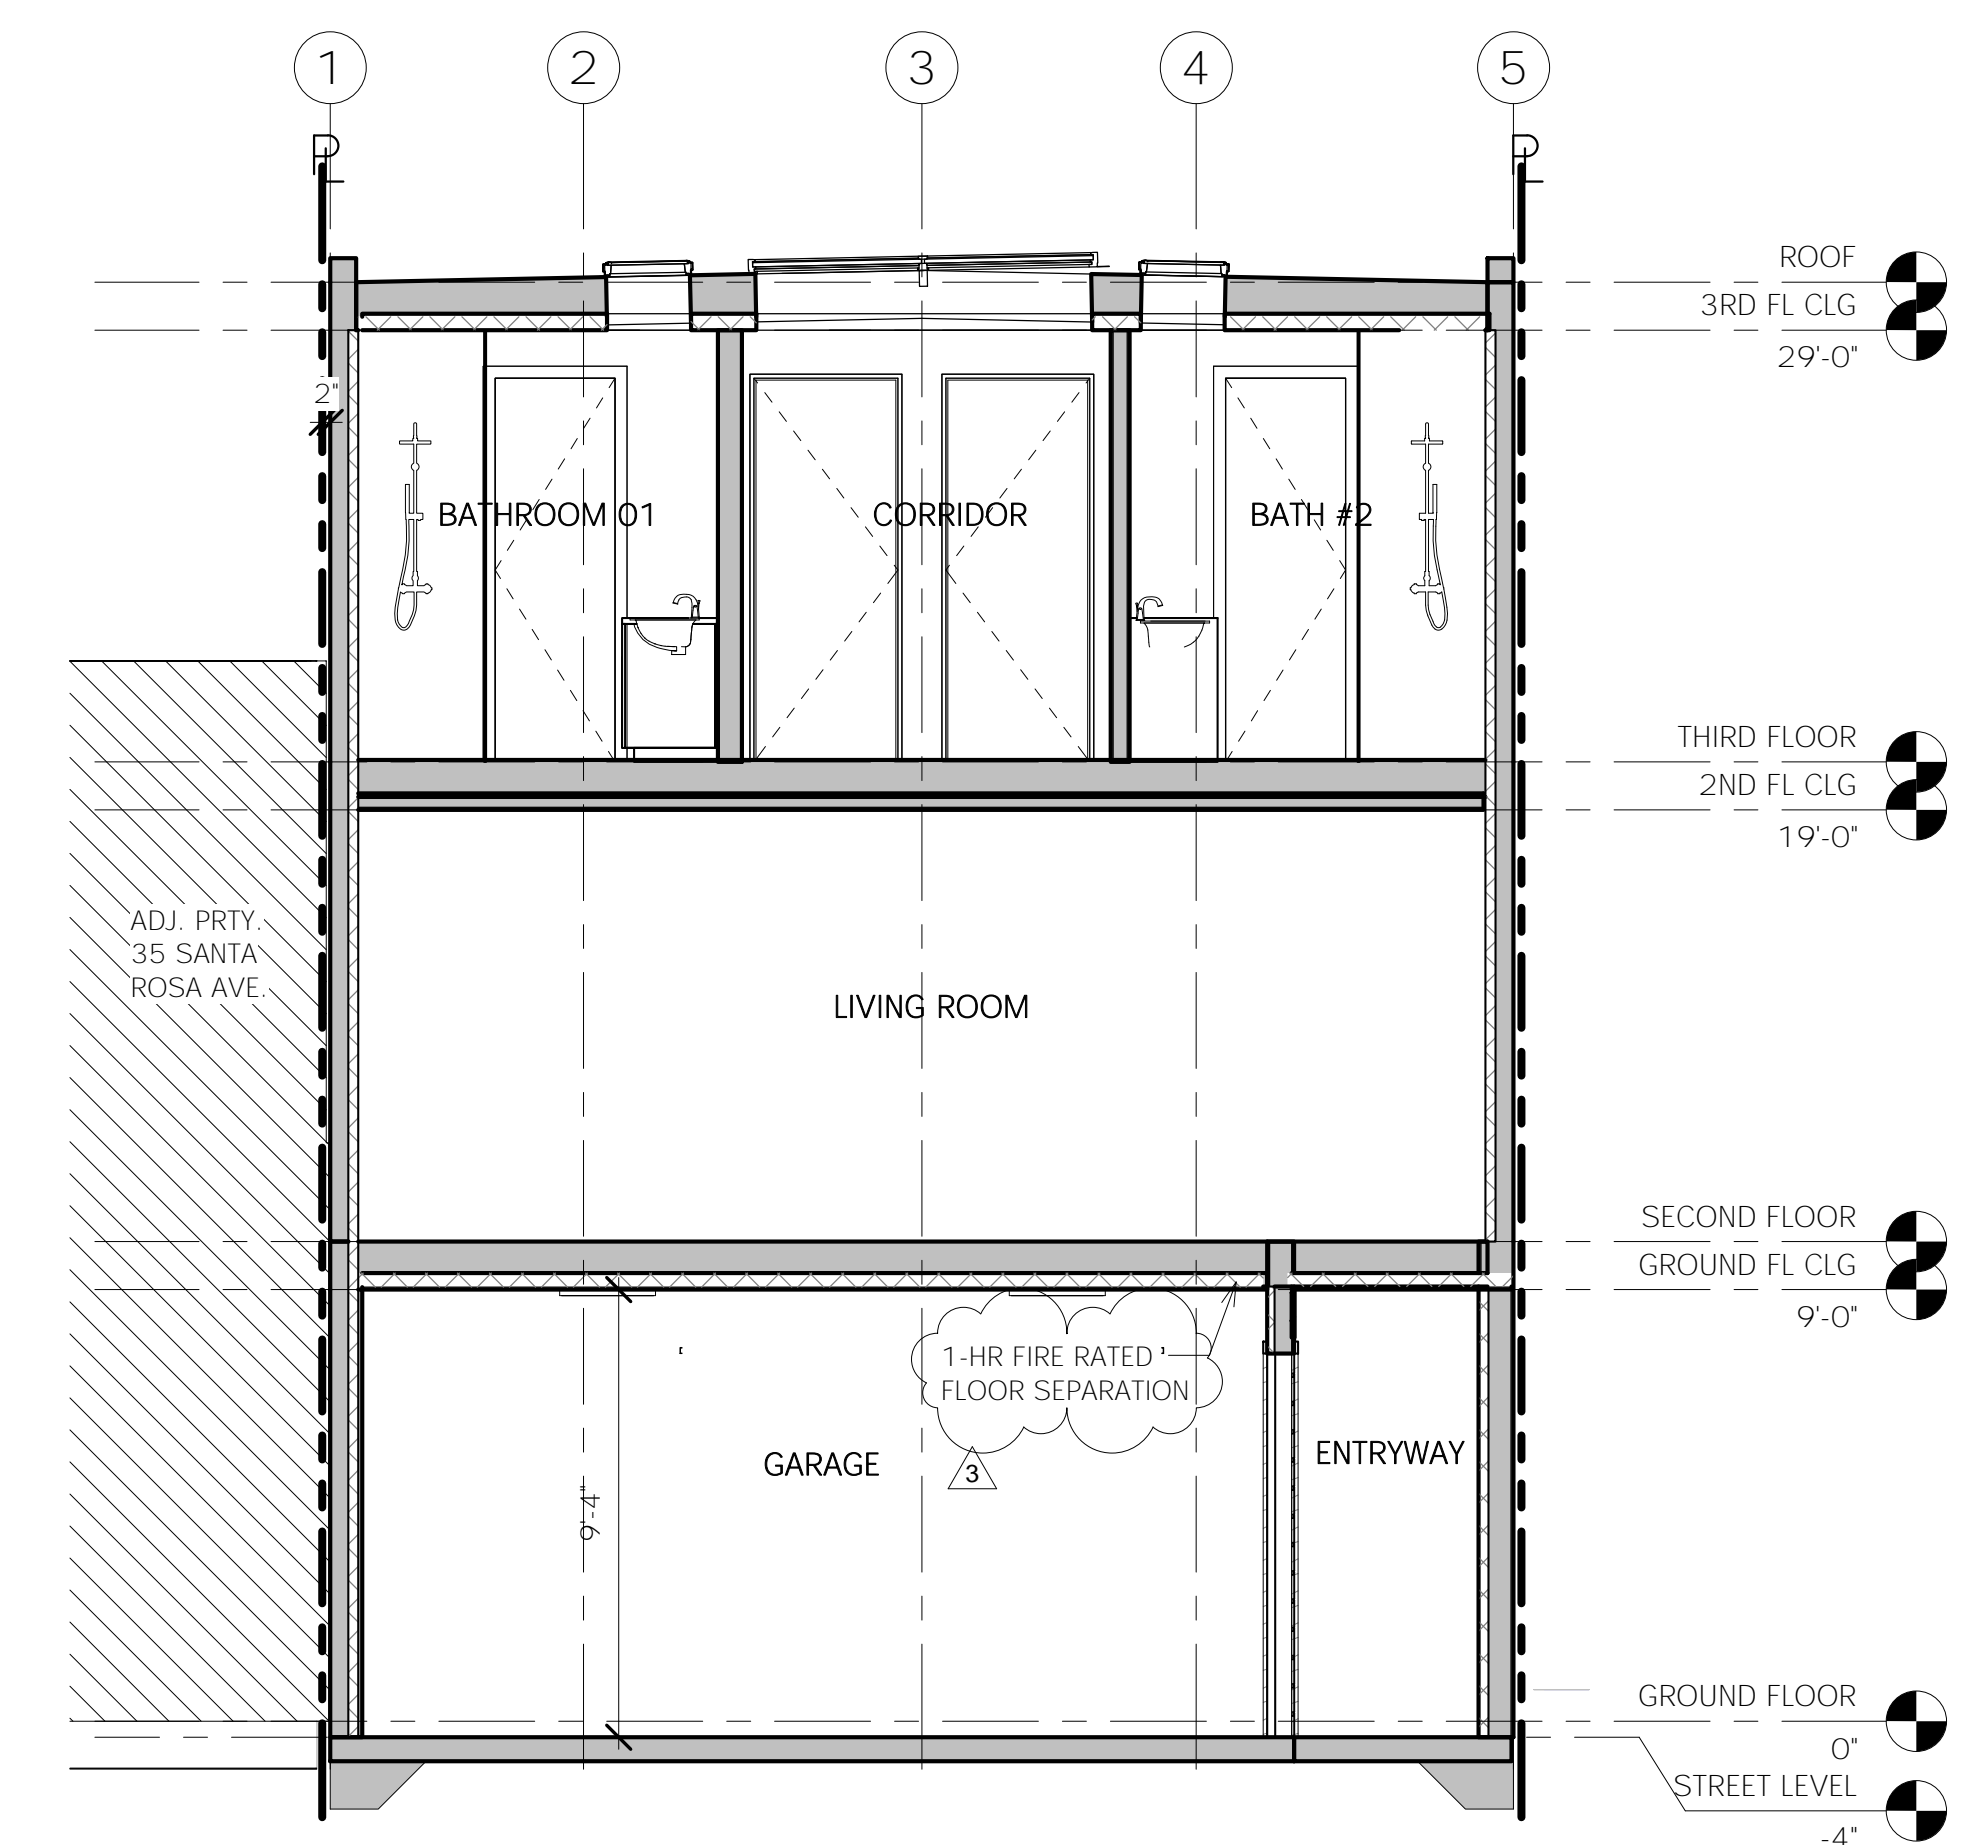 1
2
3
4
5
PL
PL
ROOF
3RD FL CLG
29'-0"
2"
BATHROOM 01
CORRIDOR
BATH #2
THIRD FLOOR
2ND FL CLG
19'-0"
ADJ. PRTY.
35 SANTA
ROSA AVE.
LIVING ROOM
SECOND FLOOR
GROUND FL CLG
9'-0"
1-HR FIRE RATED
FLOOR SEPARATION
GARAGE
3
ENTRYWAY
9'-4"
GROUND FLOOR
0"
STREET LEVEL
-4"